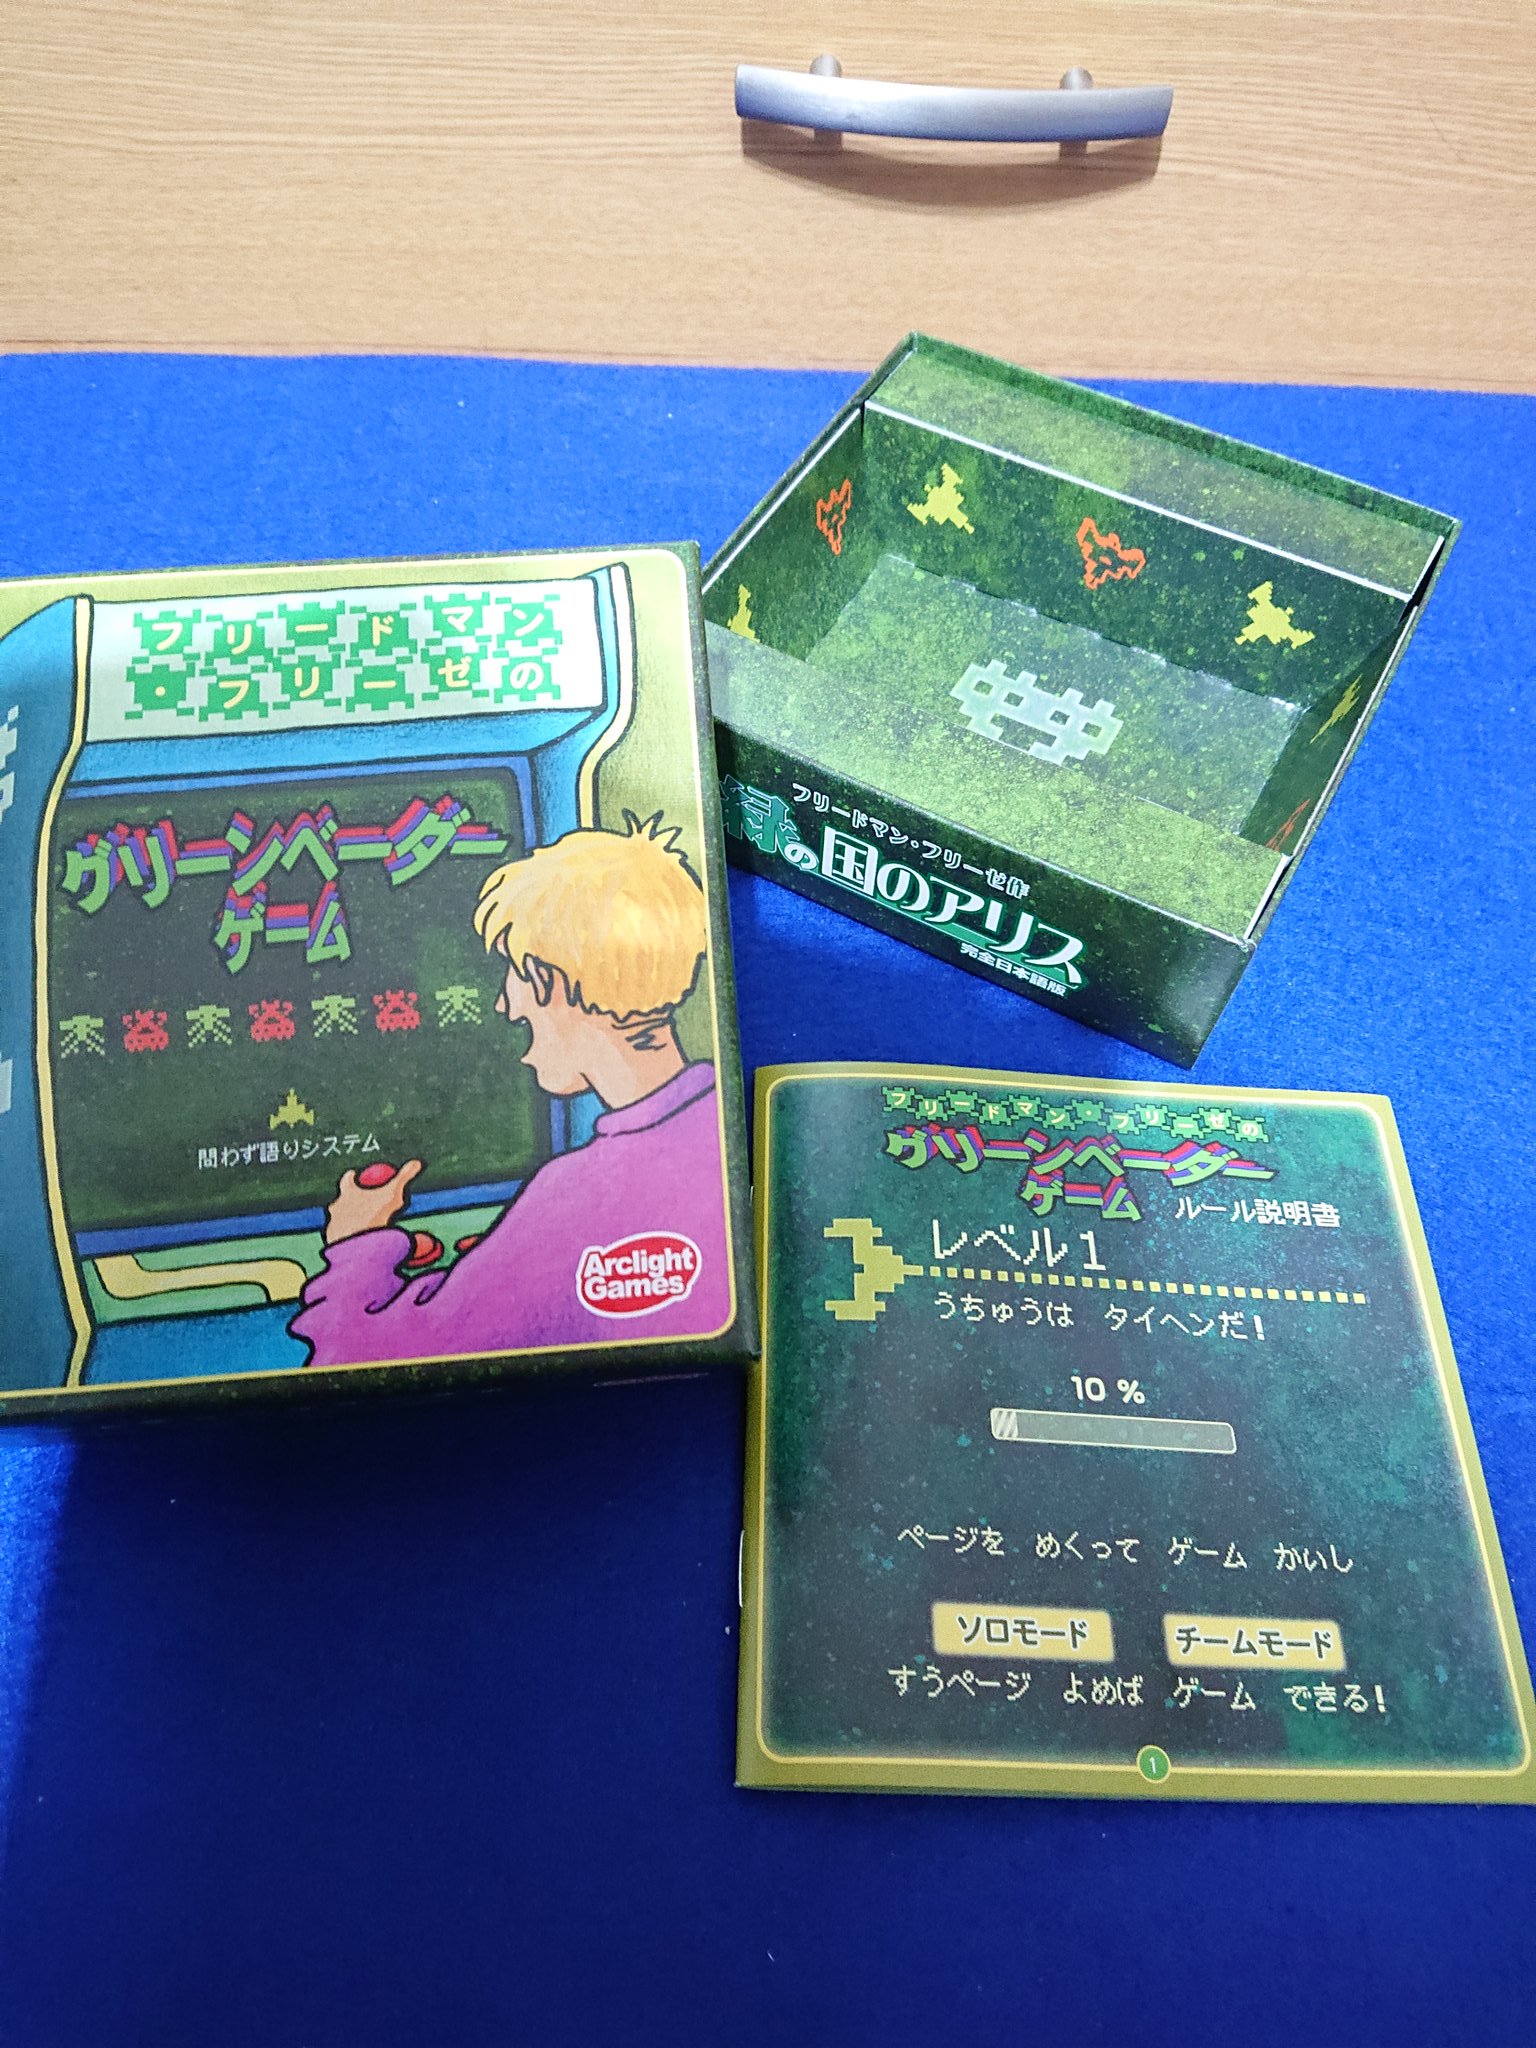 フリードマン
・フリーゼの
グリーンベーダー
ゲーム
問わず語りシステム
Arclight
Games
フリードマン・フリーゼ作
緑の国のアリス
完全日本語版
フリードマン・フリーゼの
グリーンベーダー
ゲーム
ルール説明書
レベル1
うちゅうは タイヘンだ!
10 %
ページを めくって ゲーム かいし
ソロモード
チームモード
すうページ よめば ゲーム できる!
1